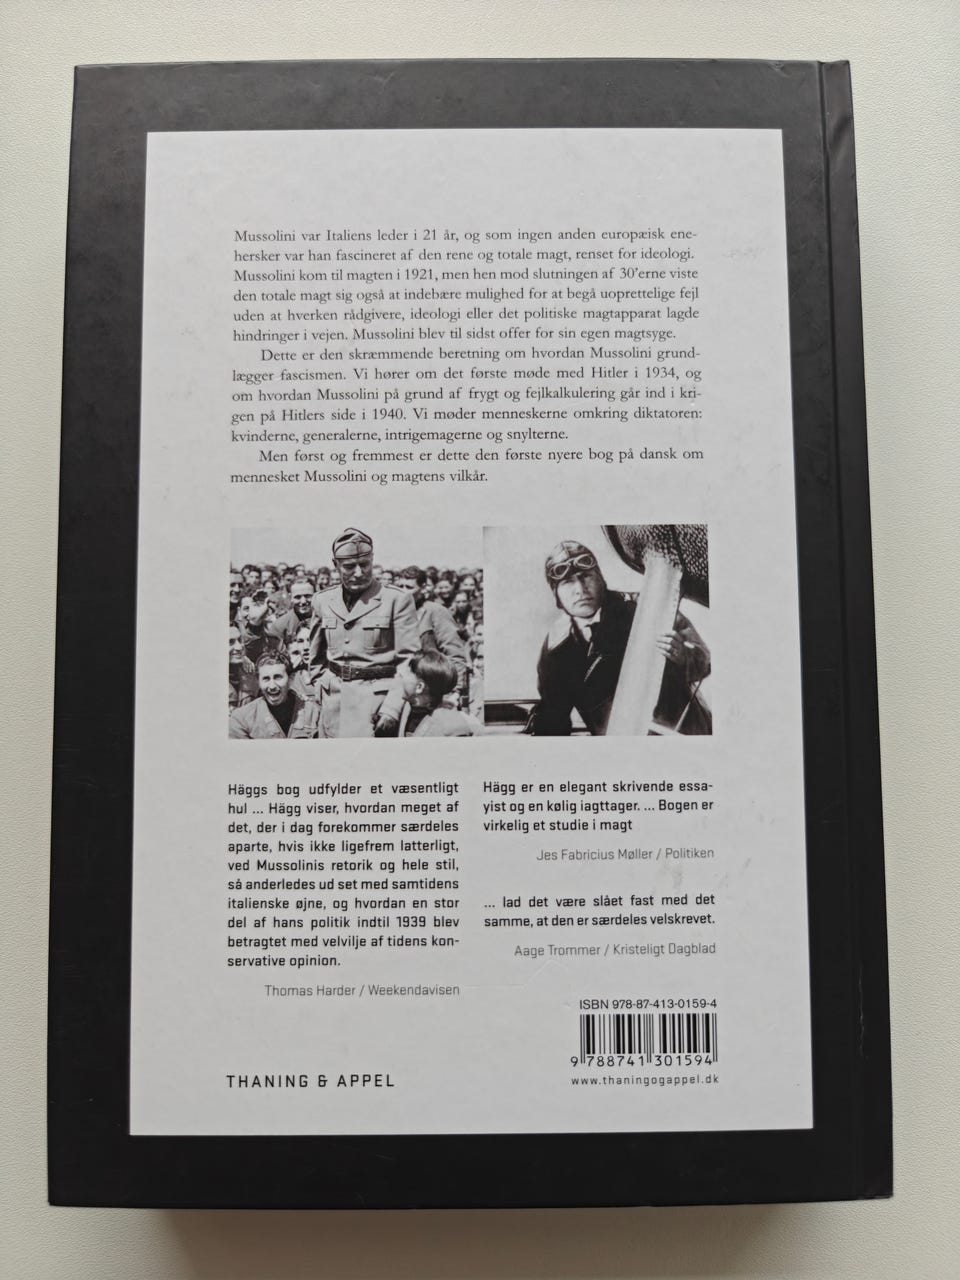 Mussolini var Italiens leder i 21 år, og som ingen anden europæisk ene-
hersker var han fascineret af den rene og totale magt, renset for ideologi.
Mussolini kom til magten i 1921, men hen mod slutningen af 30'erne viste
den totale magt sig også at indebære mulighed for at begå uoprettelige fejl
uden at hverken rådgivere, ideologi eller det politiske magtapparat lagde
hindringer i vejen. Mussolini blev til sidst offer for sin egen magtsyge.
Dette er den skræmmende beretning om hvordan Mussolini grund-
lægger fascismen. Vi hører om det første møde med Hitler i 1934, og
om hvordan Mussolini på grund af frygt og fejlkalkulering går ind i kri-
gen på Hitlers side i 1940. Vi møder menneskerne omkring diktatoren:
kvinderne, generalerne, intrigemagerne og snylterne.
Men først og fremmest er dette den første nyere bog på dansk om
mennesket Mussolini og magtens vilkår.
Häggs bog udfylder et væsentligt
hul ... Hägg viser, hvordan meget af
det, der i dag forekommer særdeles
aparte, hvis ikke ligefrem latterligt,
ved Mussolinis retorik og hele stil,
så anderledes ud set med samtidens
italienske øjne, og hvordan en stor
del af hans politik indtil 1939 blev
betragtet med velvilje af tidens kon-
servative opinion.
Thomas Harder / Weekendavisen
Hägg er en elegant skrivende essa-
yist og en kølig iagttager. ... Bogen er
virkelig et studie i magt
Jes Fabricius Møller / Politiken
... lad det være slået fast med det
samme, at den er særdeles velskrevet.
Aage Trommer / Kristeligt Dagblad
ISBN 978-87-413-0159-4
9 788741 301594
www.thaningogappel.dk
THANING & APPEL